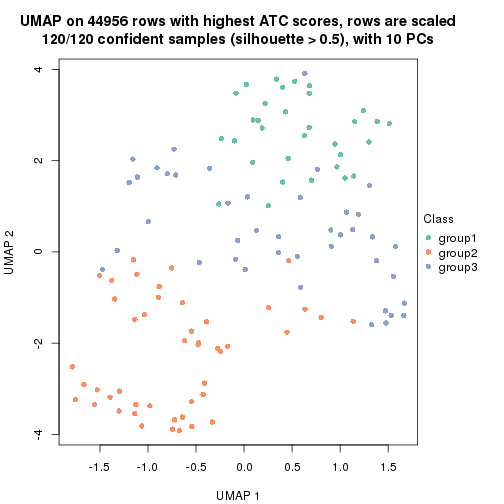 UMAP on 44956 rows with highest ATC scores, rows are scaled
120/120 confident samples (silhouette > 0.5), with 10 PCs
4
2
0
-2
-4
UMAP 2
-1.5
-1.0
-0.5
0.0
0.5
1.0
1.5
UMAP 1
Class
group1
group2
group3